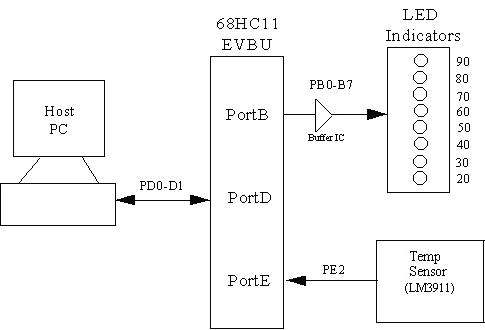 LED
Indicators
68HC11
EVBU
90
80
70
60
50
40
30
20
PB0-B7
Host
PC
PortB
Buffer IC
PD0-D1
PortD
PortE
PE2
Temp
Sensor
(LM3911)